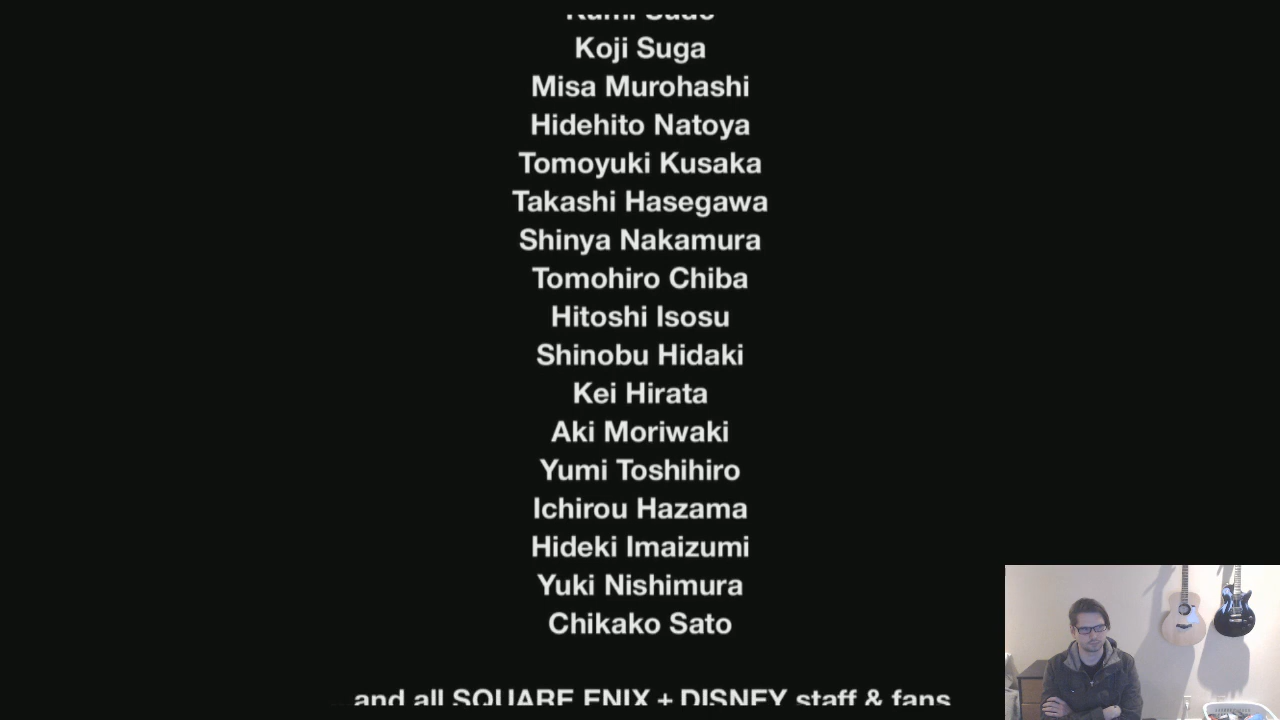 Koji Suga
Misa Murohashi
Hidehito Natoya
Tomoyuki Kusaka
Takashi Hasegawa
Shinya Nakamura
Tomohiro Chiba
Hitoshi Isosu
Shinobu Hidaki
Kei Hirata
Aki Moriwaki
Yumi Toshihiro
Ichirou Hazama
Hideki Imaizumi
Yuki Nishimura
Chikako Sato
and all SQUARE ENIX + DISNEY staff & fans